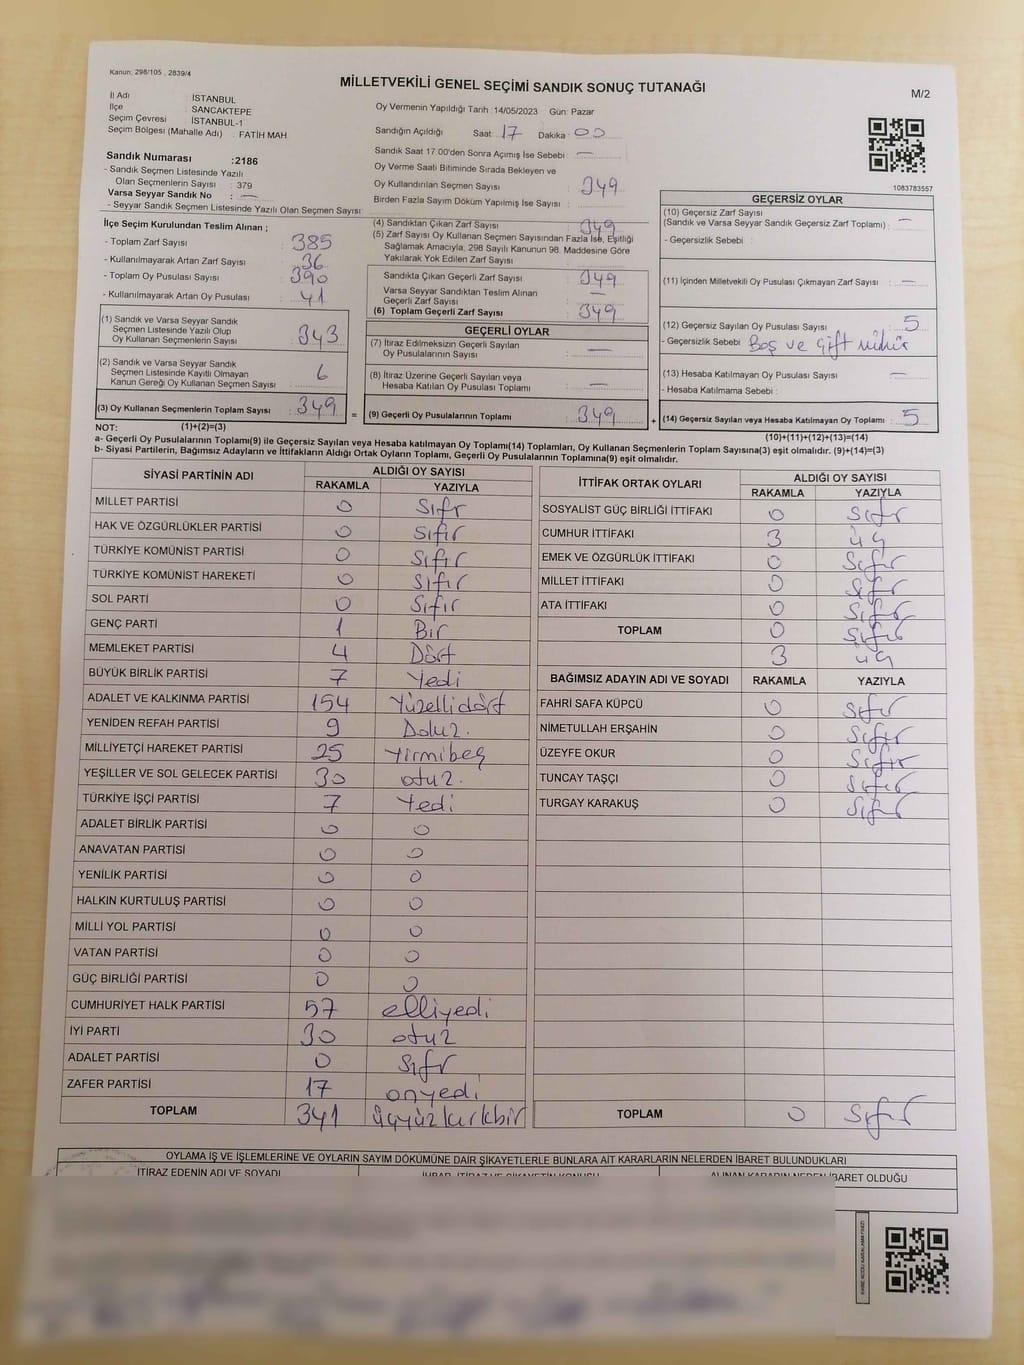 Kanun: 298/105 , 2839/4
MİLLETVEKİLİ GENEL SEÇİMİ SANDIK SONUÇ TUTANAĞI
M/2
İl Adı : İSTANBUL
İlçe : SANCAKTEPE
Seçim Çevresi : İSTANBUL-1
Seçim Bölgesi (Mahalle Adı) : FATİH MAH
Sandık Numarası :2186
- Sandık Seçmen Listesinde Yazılı
Olan Seçmenlerin Sayısı : 379
Varsa Seyyar Sandık No : —
- Seyyar Sandık Seçmen Listesinde Yazılı Olan Seçmen Sayısı
Oy Vermenin Yapıldığı Tarih :14/05/2023 Gün: Pazar
Sandığın Açıldığı Saat : 17 Dakika : 00
Sandık Saat 17.00'den Sonra Açılmış İse Sebebi : —
Oy Verme Saati Bitiminde Sırada Bekleyen ve
Oy Kullandırılan Seçmen Sayısı : 349
Birden Fazla Sayım Döküm Yapılmış İse Sayısı :
1083783557
İlçe Seçim Kurulundan Teslim Alınan ;
- Toplam Zarf Sayısı : 385
- Kullanılmayarak Artan Zarf Sayısı : 36
- Toplam Oy Pusulası Sayısı : 390
- Kullanılmayarak Artan Oy Pusulası : 41
(4) Sandıktan Çıkan Zarf Sayısı : 349
(5) Zarf Sayısı Oy Kullanan Seçmen Sayısından Fazla İse, Eşitliği
Sağlamak Amacıyla, 298 Sayılı Kanunun 98. Maddesine Göre
Yakılarak Yok Edilen Zarf Sayısı :
Sandıkta Çıkan Geçerli Zarf Sayısı : 349
Varsa Seyyar Sandıktan Teslim Alınan
Geçerli Zarf Sayısı : —
(6) Toplam Geçerli Zarf Sayısı : 349
GEÇERSİZ OYLAR
(10) Geçersiz Zarf Sayısı
(Sandık ve Varsa Seyyar Sandık Geçersiz Zarf Toplamı) : —
- Geçersizlik Sebebi :
(11) İçinden Milletvekili Oy Pusulası Çıkmayan Zarf Sayısı : —
(12) Geçersiz Sayılan Oy Pusulası Sayısı : 5
- Geçersizlik Sebebi : Boş ve Çift mühür
(13) Hesaba Katılmayan Oy Pusulası Sayısı : —
- Hesaba Katılmama Sebebi :
(14) Geçersiz Sayılan veya Hesaba Katılmayan Oy Toplamı : 5
(1) Sandık ve Varsa Seyyar Sandık
Seçmen Listesinde Yazılı Olup
Oy Kullanan Seçmenlerin Sayısı : 343
(2) Sandık ve Varsa Seyyar Sandık
Seçmen Listesinde Kayıtlı Olmayan
Kanun Gereği Oy Kullanan Seçmen Sayısı : 6
(3) Oy Kullanan Seçmenlerin Toplam Sayısı : 349 =
GEÇERLİ OYLAR
(7) İtiraz Edilmeksizin Geçerli Sayılan
Oy Pusulalarının Sayısı : —
(8) İtiraz Üzerine Geçerli Sayılan veya
Hesaba Katılan Oy Pusulası Toplamı : —
(9) Geçerli Oy Pusulalarının Toplamı : 349 +
NOT: (1)+(2)=(3)
(10)+(11)+(12)+(13)=(14)
a- Geçerli Oy Pusulalarının Toplamı(9) ile Geçersiz Sayılan veya Hesaba katılmayan Oy Toplam(14) Toplamları, Oy Kullanan Seçmenlerin Toplam Sayısına(3) eşit olmalıdır. (9)+(14)=(3)
b- Siyasi Partilerin, Bağımsız Adayların ve İttifakların Aldığı Ortak Oyların Toplamı, Geçerli Oy Pusulalarının Toplamına(9) eşit olmalıdır.
SİYASİ PARTİNİN ADI ALDIĞI OY SAYISI
RAKAMLA YAZIYLA
MİLLET PARTİSİ 0 Sıfır
HAK VE ÖZGÜRLÜKLER PARTİSİ 0 Sıfır
TÜRKİYE KOMÜNİST PARTİSİ 0 Sıfır
TÜRKİYE KOMÜNİST HAREKETİ 0 Sıfır
SOL PARTİ 0 Sıfır
GENÇ PARTİ 1 Bir
MEMLEKET PARTİSİ 4 Dört
BÜYÜK BİRLİK PARTİSİ 7 Yedi
ADALET VE KALKINMA PARTİSİ 154 Yüzellidört
YENİDEN REFAH PARTİSİ 9 Dokuz.
MİLLİYETÇİ HAREKET PARTİSİ 25 Yirmibeş
YEŞİLLER VE SOL GELECEK PARTİSİ 30 otuz.
TÜRKİYE İŞÇİ PARTİSİ 7 Yedi
ADALET BİRLİK PARTİSİ 0 0
ANAVATAN PARTİSİ 0 0
YENİLİK PARTİSİ 0 0
HALKIN KURTULUŞ PARTİSİ 0 0
MİLLİ YOL PARTİSİ 0 0
VATAN PARTİSİ 0 0
GÜÇ BİRLİĞİ PARTİSİ 0 0
CUMHURİYET HALK PARTİSİ 57 elliyedi
İYİ PARTİ 30 otuz
ADALET PARTİSİ 0 Sıfır
ZAFER PARTİSİ 17 onyedi
TOPLAM 341 Üçyüzkırkbir
İTTİFAK ORTAK OYLARI ALDIĞI OY SAYISI
RAKAMLA YAZIYLA
SOSYALİST GÜÇ BİRLİĞİ İTTİFAKI 0 Sıfır
CUMHUR İTTİFAKI 3 üç
EMEK VE ÖZGÜRLÜK İTTİFAKI 0 Sıfır
MİLLET İTTİFAKI 0 Sıfır
ATA İTTİFAKI 0 Sıfır
TOPLAM 0 Sıfır
3 üç
BAĞIMSIZ ADAYIN ADI VE SOYADI RAKAMLA YAZIYLA
FAHRİ SAFA KÜPCÜ 0 Sıfır
NİMETULLAH ERŞAHİN 0 Sıfır
ÜZEYFE OKUR 0 Sıfır
TUNCAY TAŞÇI 0 Sıfır
TURGAY KARAKUŞ 0 Sıfır
TOPLAM 0 Sıfır
OYLAMA İŞ VE İŞLEMLERİNE VE OYLARIN SAYIM DÖKÜMÜNE DAİR ŞİKAYETLERLE BUNLARA AİT KARARLARIN NELERDEN İBARET BULUNDUKLARI
İTİRAZ EDENİN ADI VE SOYADI